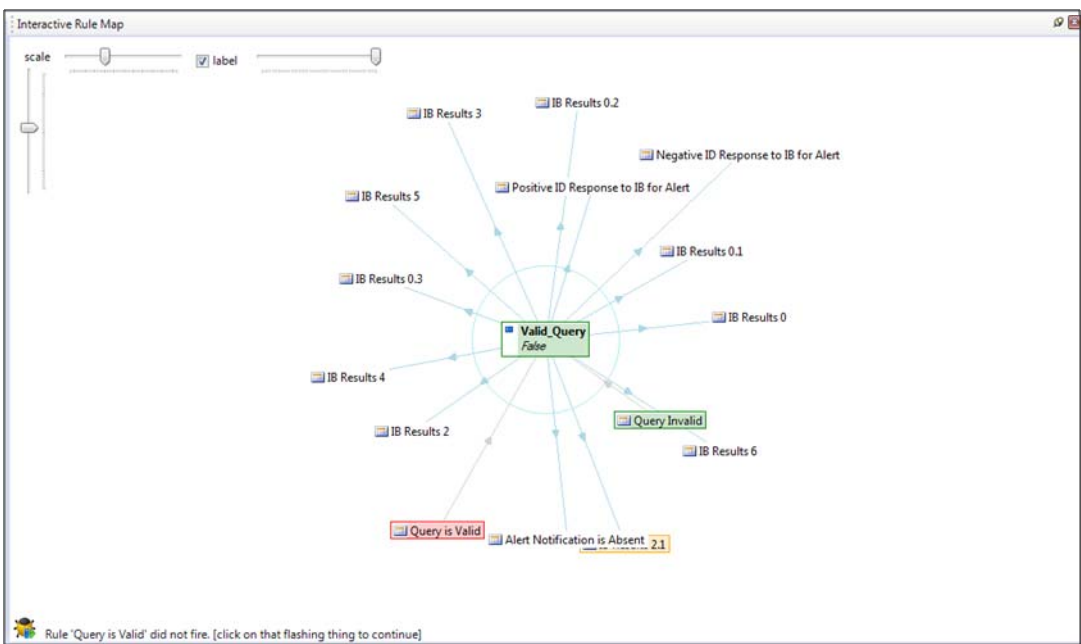 Interactive Rule Map
scale
label
IB Results 3
IB Results 0.2
Negative ID Response to IB for Alert
Positive ID Response to IB for Alert
IB Results 5
IB Results 0.1
IB Results 0.3
IB Results 0
Valid_Query
False
IB Results 4
Query Invalid
IB Results 2
IB Results 6
Query is Valid
Alert Notification is Absent
2.1
Rule 'Query is Valid' did not fire. [click on that flashing thing to continue]